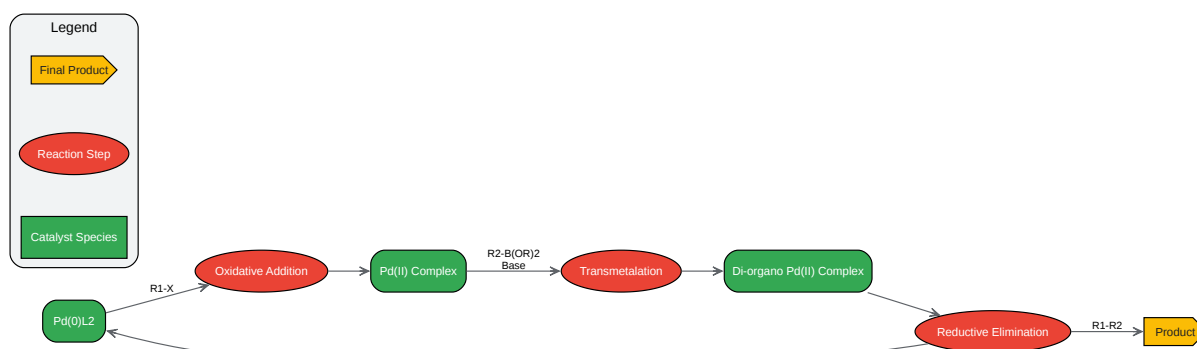 Legend
Final Product
Reaction Step
Catalyst Species
R2-B(OR)2
Base
Oxidative Addition
Pd(II) Complex
Transmetalation
Di-organo Pd(II) Complex
R1-X
Pd(0)L2
Reductive Elimination
R1-R2
Product